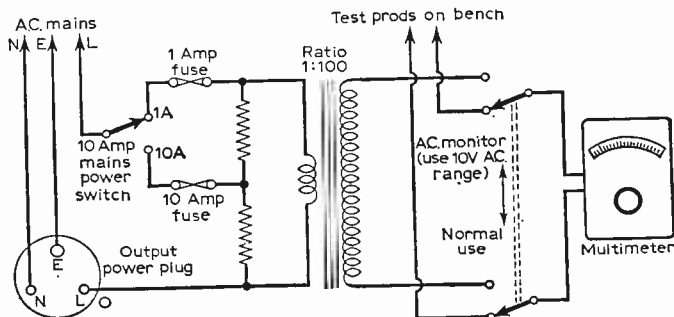 A.C. mains
N E L
1 Amp
fuse
Ratio
1:100
Test prods on bench
1A
10A
10 Amp
mains
power
switch
10 Amp
fuse
A.C. monitor
(use 10V A.C.
range)
Normal
use
Multimeter
Output
power plug
E
N
L